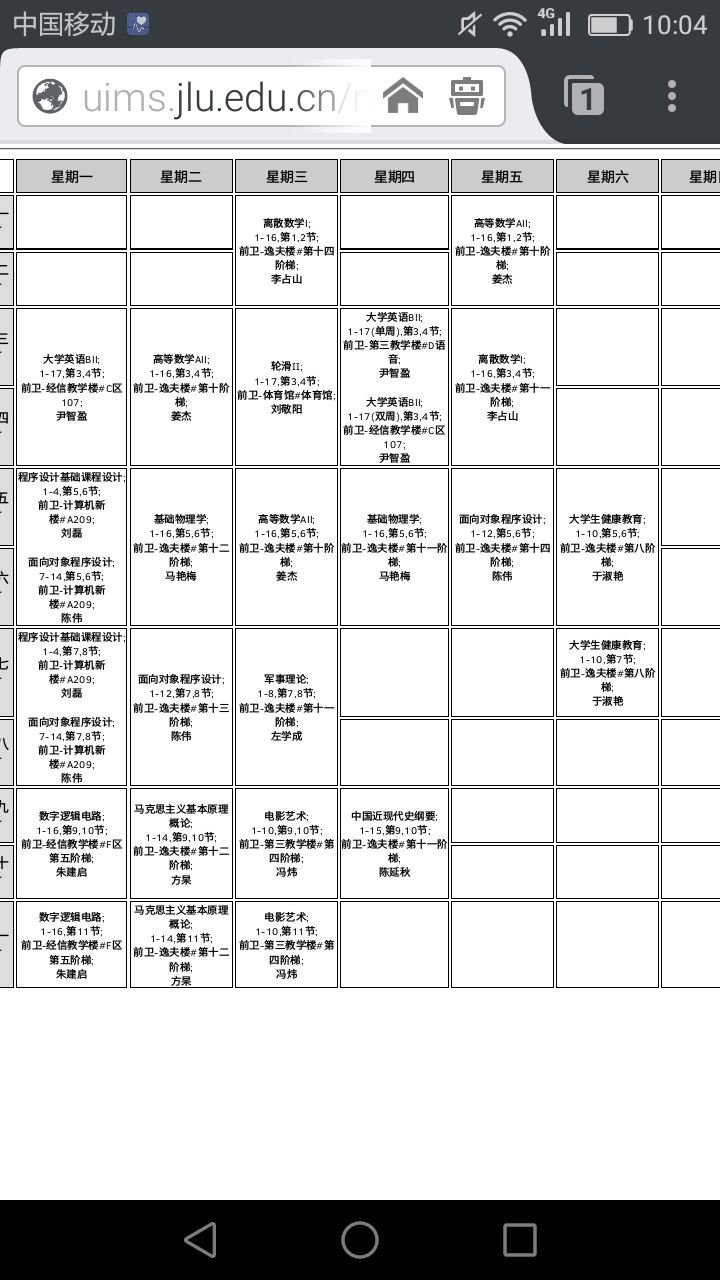 中国移动
4G
10:04
uims.jlu.edu.cn/
1
星期一
星期二
星期三
星期四
星期五
星期六
星期
离散数学I;
1-16,第1,2节;
前卫-逸夫楼#第十四
阶梯;
李占山
高等数学AII;
1-16,第1,2节;
前卫-逸夫楼#第十阶
梯;
姜杰
二
三
大学英语BII;
1-17,第3,4节;
前卫-经信教学楼#C区
107;
尹智盈
高等数学AII;
1-16,第3,4节;
前卫-逸夫楼#第十阶
梯;
姜杰
轮滑II;
1-17,第3,4节;
前卫-体育馆#体育馆;
刘敬阳
大学英语BII;
1-17(单周),第3,4节;
前卫-第三教学楼#D语
音;
尹智盈
大学英语BII;
1-17(双周),第3,4节;
前卫-经信教学楼#C区
107;
尹智盈
离散数学I;
1-16,第3,4节;
前卫-逸夫楼#第十一
阶梯;
李占山
四
五
程序设计基础课程设计;
1-4,第5,6节;
前卫-计算机新
楼#A209;
刘磊
面向对象程序设计;
7-14,第5,6节;
前卫-计算机新
楼#A209;
陈伟
基础物理学;
1-16,第5,6节;
前卫-逸夫楼#第十二
阶梯;
马艳梅
高等数学AII;
1-16,第5,6节;
前卫-逸夫楼#第十阶
梯;
姜杰
基础物理学;
1-16,第5,6节;
前卫-逸夫楼#第十一阶
梯;
马艳梅
面向对象程序设计;
1-12,第5,6节;
前卫-逸夫楼#第十四
阶梯;
陈伟
大学生健康教育;
1-10,第5,6节;
前卫-逸夫楼#第八阶
梯;
于淑艳
六
七
程序设计基础课程设计;
1-4,第7,8节;
前卫-计算机新
楼#A209;
刘磊
面向对象程序设计;
7-14,第7,8节;
前卫-计算机新
楼#A209;
陈伟
面向对象程序设计;
1-12,第7,8节;
前卫-逸夫楼#第十三
阶梯;
陈伟
军事理论;
1-8,第7,8节;
前卫-逸夫楼#第十一
阶梯;
左学成
大学生健康教育;
1-10,第7节;
前卫-逸夫楼#第八阶
梯;
于淑艳
八
九
数字逻辑电路;
1-16,第9,10节;
前卫-经信教学楼#F区
第五阶梯;
朱建启
马克思主义基本原理
概论;
1-14,第9,10节;
前卫-逸夫楼#第十二
阶梯;
方杲
电影艺术;
1-10,第9,10节;
前卫-第三教学楼#第
四阶梯;
冯炜
中国近现代史纲要;
1-15,第9,10节;
前卫-逸夫楼#第十一阶
梯;
陈延秋
十
数字逻辑电路;
1-16,第11节;
前卫-经信教学楼#F区
第五阶梯;
朱建启
马克思主义基本原理
概论;
1-14,第11节;
前卫-逸夫楼#第十二
阶梯;
方杲
电影艺术;
1-10,第11节;
前卫-第三教学楼#第
四阶梯;
冯炜